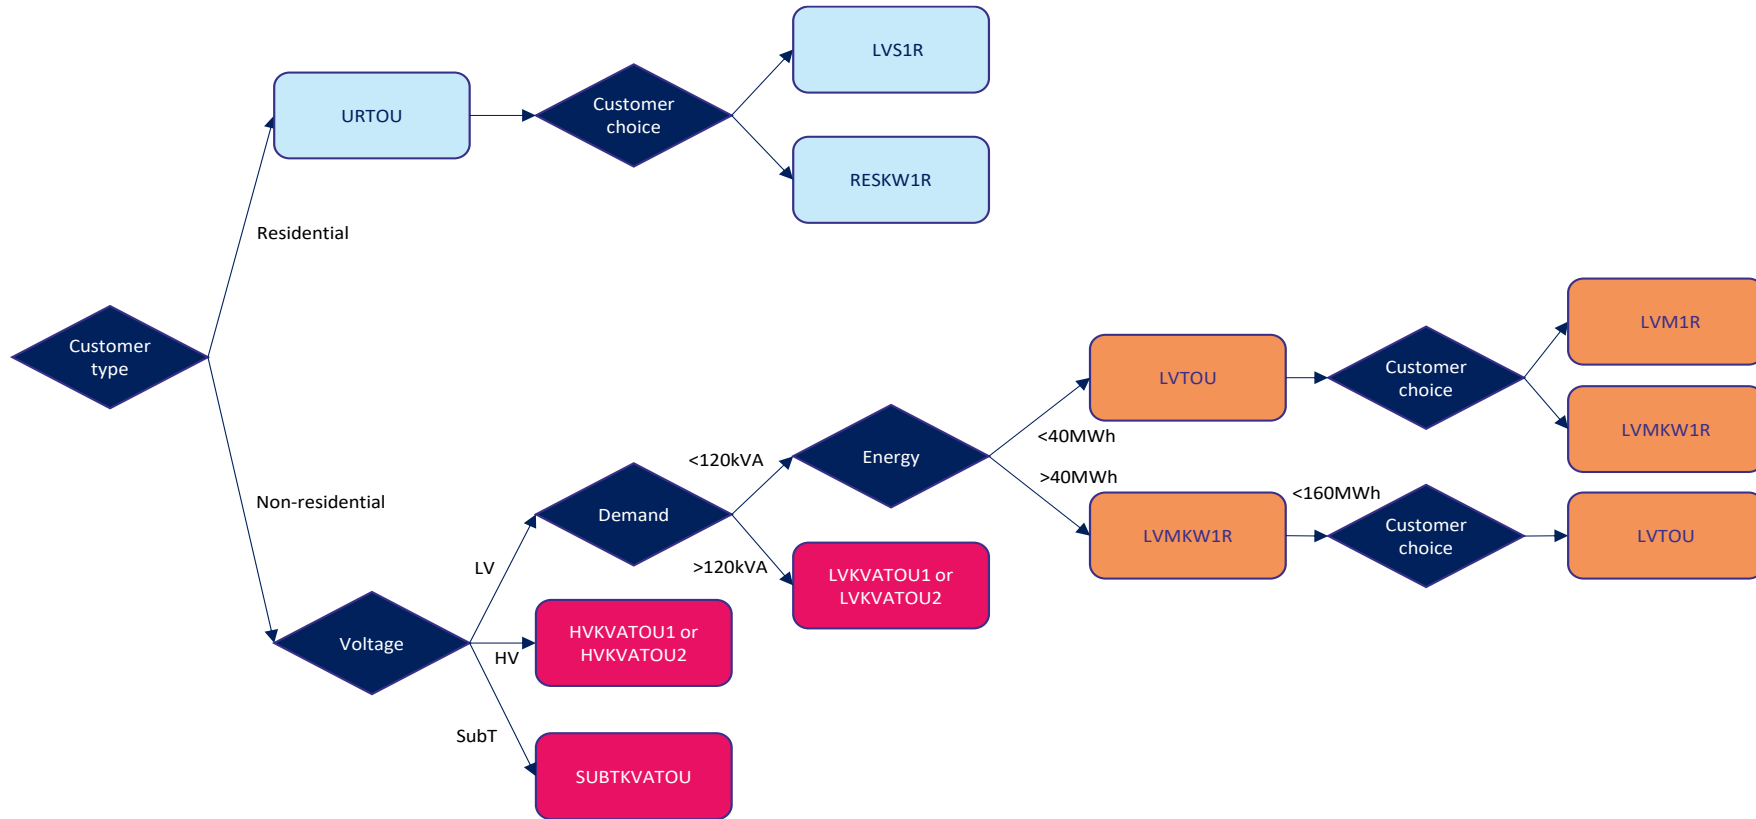 LVS1R
URTOU
Customer
choice
RESKW1R
Residential
Customer
type
Non-residential
Voltage
LV
HV
SubT
Demand
HVKVATOU1 or
HVKVATOU2
SUBTKVATOU
<120kVA
>120kVA
Energy
LVKVATOU1 or
LVKVATOU2
<40MWh
>40MWh
LVTOU
Customer
choice
LVM1R
LVMKW1R
LVMKW1R
<160MWh
Customer
choice
LVTOU